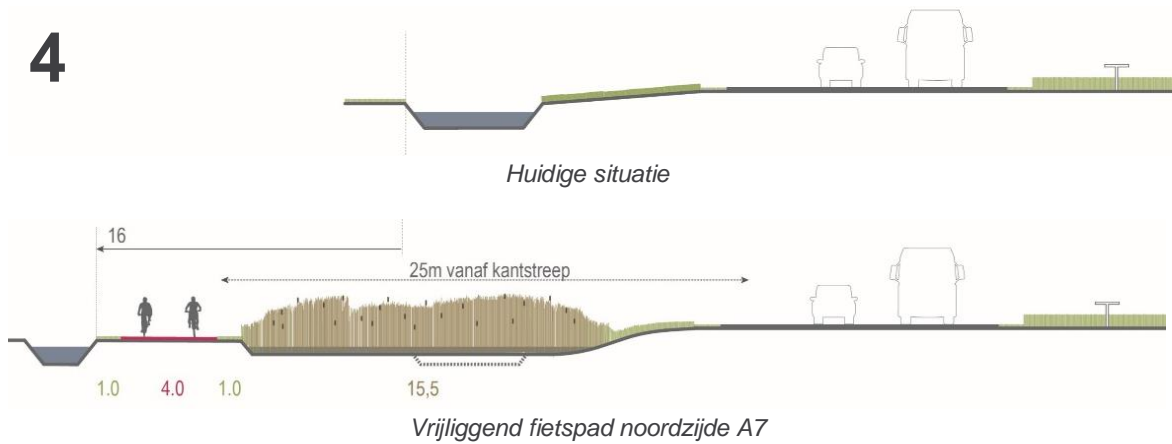 4
Huidige situatie
16
25m vanaf kantstreep
1.0 4.0 1.0 15,5
Vrijliggend fietspad noordzijde A7